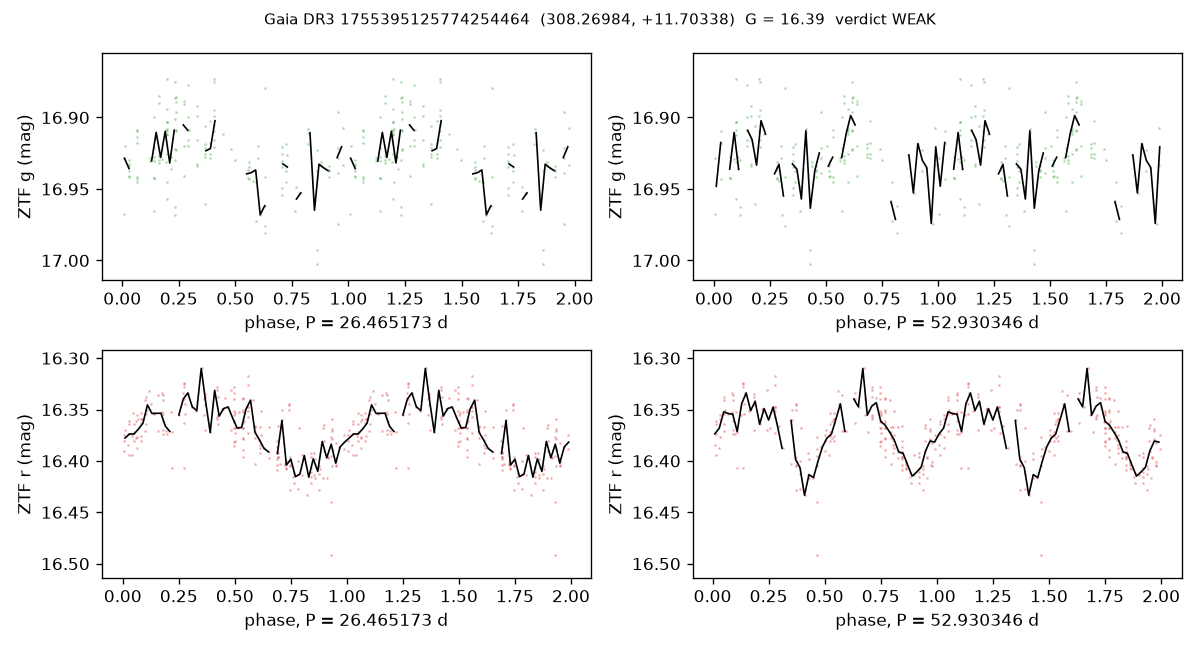 Gaia DR3 1755395125774254464  (308.26984, +11.70338)  G = 16.39  verdict WEAK
ZTF g (mag)
16.90
16.95
17.00
0.00 0.25 0.50 0.75 1.00 1.25 1.50 1.75 2.00
phase, P = 26.465173 d
ZTF g (mag)
16.90
16.95
17.00
0.00 0.25 0.50 0.75 1.00 1.25 1.50 1.75 2.00
phase, P = 52.930346 d
ZTF r (mag)
16.30
16.35
16.40
16.45
16.50
0.00 0.25 0.50 0.75 1.00 1.25 1.50 1.75 2.00
phase, P = 26.465173 d
ZTF r (mag)
16.30
16.35
16.40
16.45
16.50
0.00 0.25 0.50 0.75 1.00 1.25 1.50 1.75 2.00
phase, P = 52.930346 d